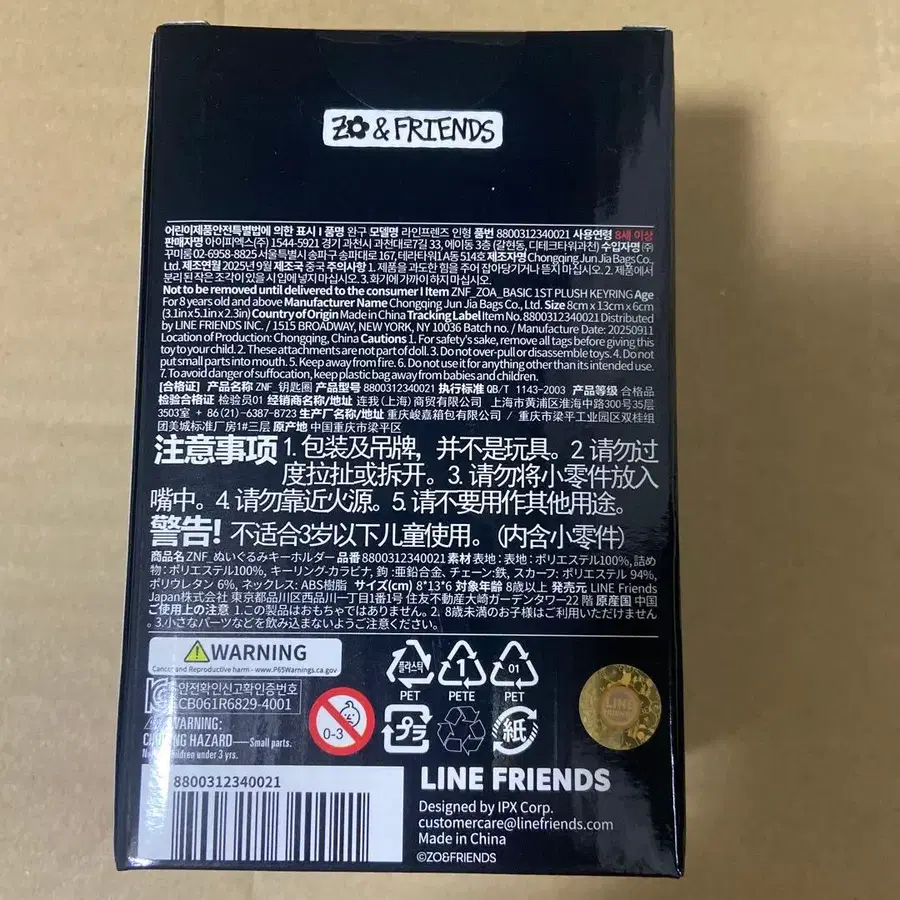 ZO & FRIENDS
어린이제품안전특별법에 의한 표시 I 품명 완구 모델명 라인프렌즈 인형 품번 8800312340021 사용연령 8세 이상
판매자명 아이피엑스(주) 1544-5921 경기 과천시 과천대로7길 33, 에이동 3층 (갈현동, 디테크타워과천) 수입자명 ㈜
꾸미룸 02-6958-8825 서울특별시 송파구 송파대로 167, 테라타워1 A동 514호 제조자명 Chongqing Jun Jia Bags Co.,
Ltd. 제조연월 2025년 9월 제조국 중국 주의사항 1. 제품을 과도한 힘을 주어 잡아당기거나 뜯지 마십시오. 2. 제품에서
분리된 작은 조각이 있을 시 입에 넣지 마십시오. 3. 화기에 가까이 하지 마십시오.
Not to be removed until delivered to the consumer I Item ZNF_ZOA_BASIC 1ST PLUSH KEYRING Age
For 8 years old and above Manufacturer Name Chongqing Jun Jia Bags Co., Ltd. Size 8cm x 13cm x 6cm
(3.1in x 5.1in x 2.3in) Country of Origin Made in China Tracking Label Item No. 8800312340021 Distributed
by LINE FRIENDS INC. / 1515 BROADWAY, NEW YORK, NY 10036 Batch no. / Manufacture Date: 20250911
Location of Production: Chongqing, China Cautions 1. For safety's sake, remove all tags before giving this
toy to your child. 2. These attachments are not part of doll. 3. Do not over-pull or disassemble toys. 4. Do not
put small parts into mouth. 5. Keep away from fire. 6. Do not use it for anything other than its intended use.
7. To avoid danger of suffocation, keep plastic bag away from babies and children.
[合格证] 产品名称 ZNF_钥匙圈 产品型号 8800312340021 执行标准 QB/T 1143-2003 产品等级 合格品
检验合格证 检验员01 经销商名称/地址 连我(上海)商贸有限公司 / 上海市黄浦区淮海中路300号35层
3503室 + 86 (21)-6387-8723 生产厂名称/地址 重庆峻嘉箱包有限公司 / 重庆市梁平工业园区双桂组
团美城标准厂房1#三层 原产地 中国重庆市梁平区
注意事项 1. 包装及吊牌，并不是玩具。2. 请勿过
度拉扯或拆开。3. 请勿将小零件放入
嘴中。4. 请勿靠近火源。5. 请不要用作其他用途。
警告! 不适合3岁以下儿童使用。(内含小零件)
商品名 ZNF_ぬいぐるみキーホルダー 品番 8800312340021 素材 表地：表地：ポリエステル100%, 詰め
物：ポリエステル100%, キーリング-カラビナ, 鉤 :亜鉛合金、チェーン:鉄, スカーフ: ポリエステル 94%,
ポリウレタン 6%, ネックレス: ABS樹脂 サイズ(cm) 8*13*6 対象年齢 8歳以上 発売元 LINE Friends
Japan株式会社 東京都品川区西品川一丁目1番1号 住友不動産大崎ガーデンタワー22 階 原産国 中国
ご使用上の注意 1.この製品はおもちゃではありません。2. 8歳未満のお子様はご利用いただけません
。3.小さなパーツなどを飲み込まないようご注意ください。
WARNING
Cancer and Reproductive harm - www.P65Warnings.ca.gov
안전확인신고확인증번호
CB061R6829-4001
WARNING:
CHOKING HAZARD—Small parts.
Not for children under 3 yrs.
0-3
플라스틱
PET
1
PETE
01
PET
プラ
紙
LINE
FRIENDS
8800312340021
LINE FRIENDS
Designed by IPX Corp.
customercare@linefriends.com
Made in China
©ZO&FRIENDS